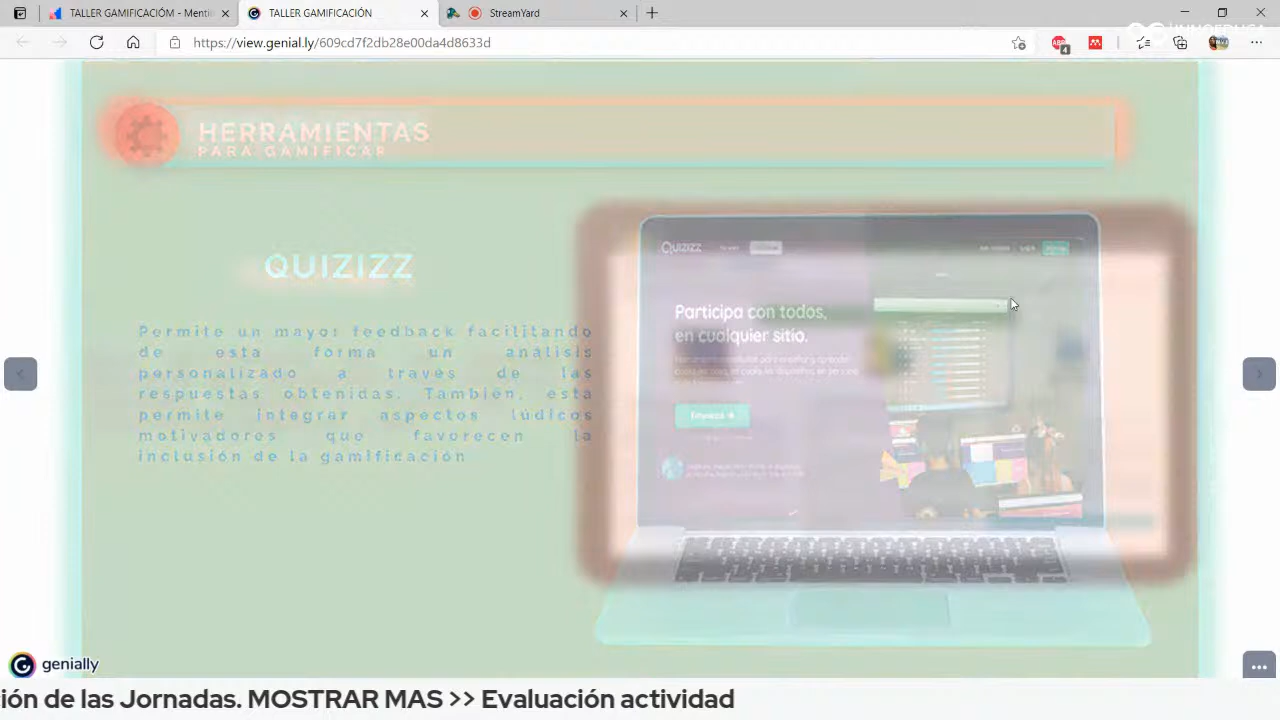 TALLER GAMIFICACIÓM - Menti
TALLER GAMIFICACIÓN
StreamYard
https://view.genial.ly/609cd7f2db28e00da4d8633d
HERRAMIENTAS
PARA GAMIFICAR
QUIZIZZ
Permite un mayor feedback facilitando
de esta forma un análisis
personalizado a través de las
respuestas obtenidas. También, esta
permite integrar aspectos lúdicos
motivadores que favorecen la
inclusión de la gamificación
QUIZIZZ
Participa con todos,
en cualquier sitio.
genially
ción de las Jornadas. MOSTRAR MAS >> Evaluación actividad